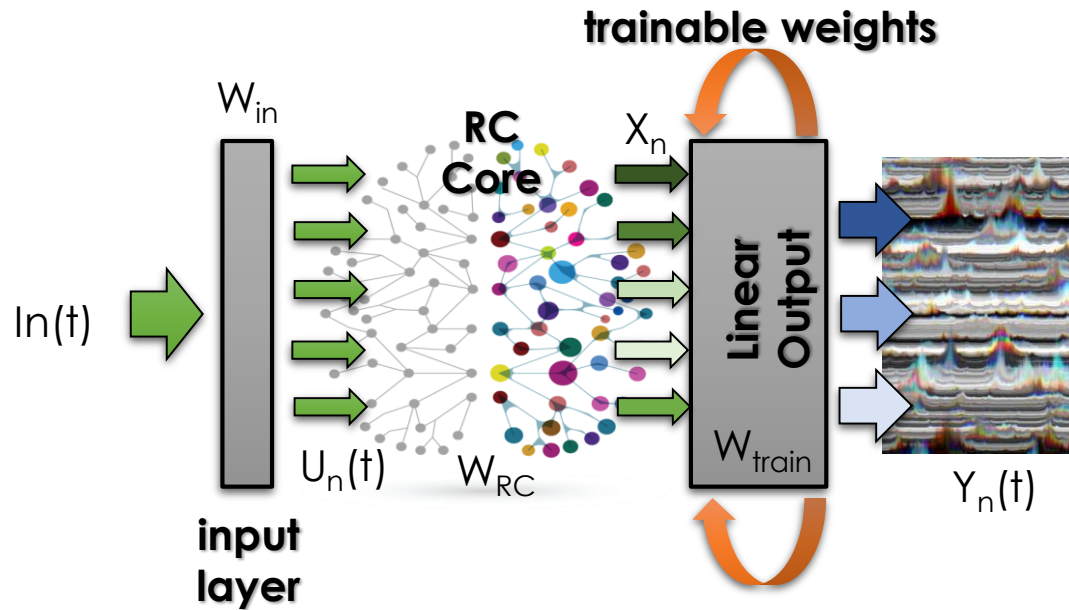 trainable weights
W_in
RC
Core
X_n
In(t)
Linear
Output
U_n(t)
W_RC
W_train
Y_n(t)
input
layer